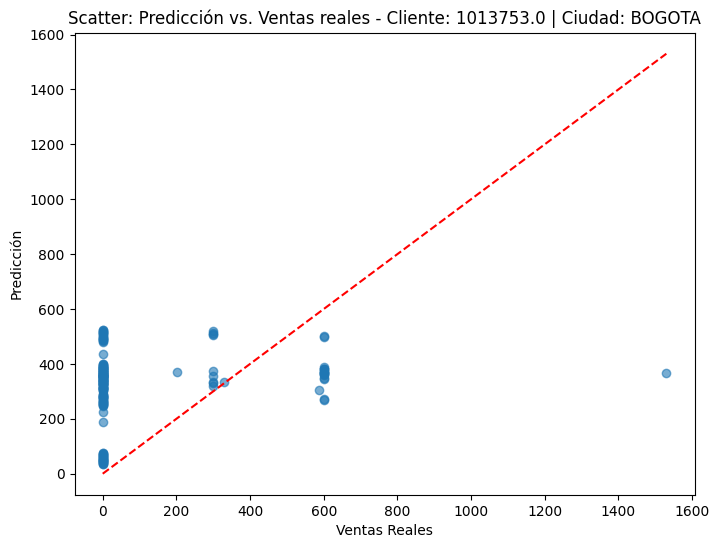 Scatter: Predicción vs. Ventas reales - Cliente: 1013753.0 | Ciudad: BOGOTA
1600
1400
1200
1000
800
600
400
200
0
Predicción
0 200 400 600 800 1000 1200 1400 1600
Ventas Reales